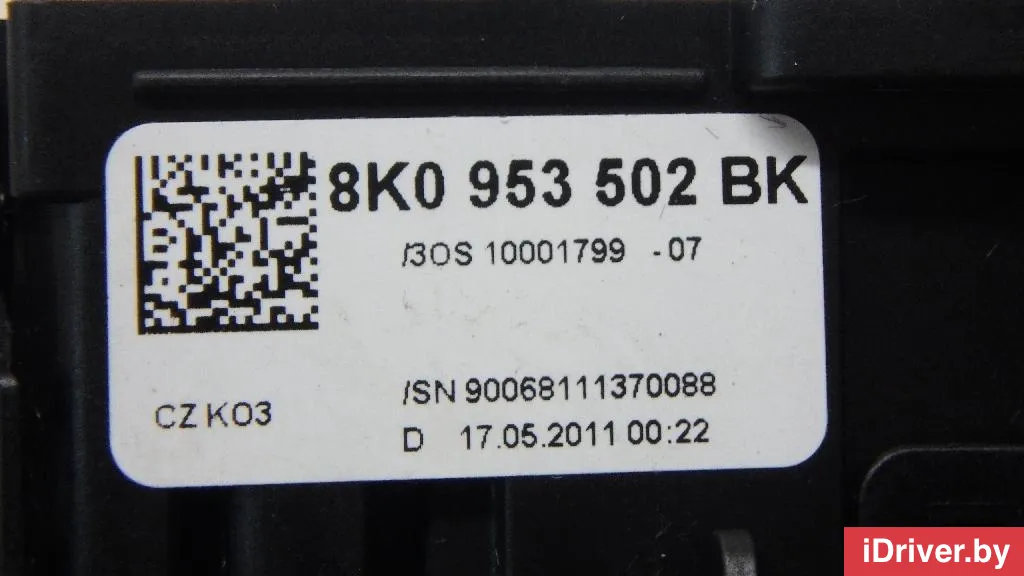 8K0 953 502 BK
/3OS 10001799 -07
/SN 90068111370088
CZ K03
D 17.05.2011 00:22
iDriver.by